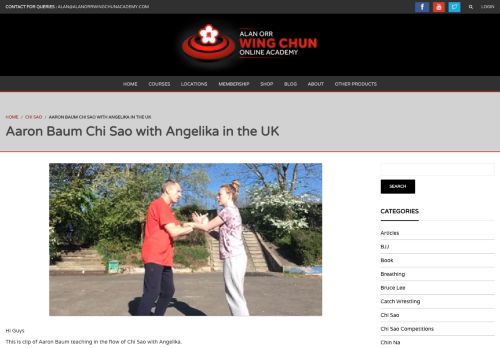 CONTACT FOR QUERIES : ALAN@ALANORRWINGCHUNACADEMY.COM
LOGIN
ALAN ORR
WING CHUN
ONLINE ACADEMY
HOME COURSES LOCATIONS MEMBERSHIP SHOP BLOG ABOUT OTHER PRODUCTS
HOME / CHI SAO / AARON BAUM CHI SAO WITH ANGELIKA IN THE UK
Aaron Baum Chi Sao with Angelika in the UK
Hi Guys
This is clip of Aaron Baum teaching in the flow of Chi Sao with Angelika.
SEARCH
CATEGORIES
Articles
BJJ
Book
Breathing
Bruce Lee
Catch Wrestling
Chi Sao
Chi Sao Competitions
Chin Na